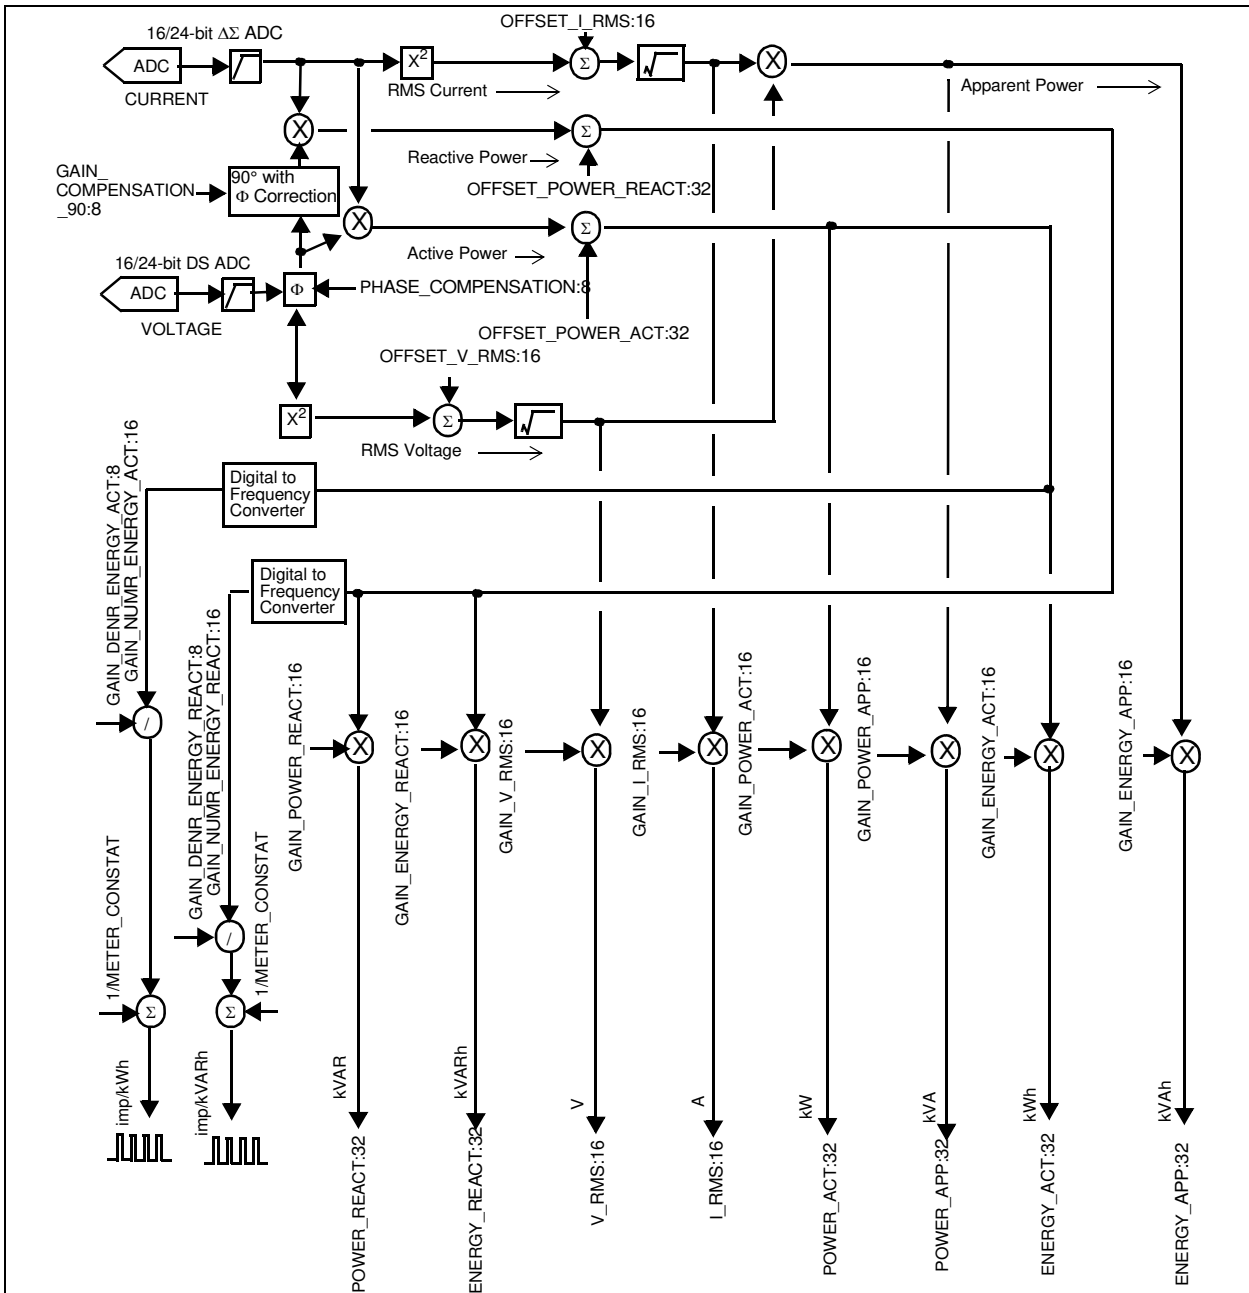 16/24-bit ΔΣ ADC
ADC
CURRENT
X2
RMS Current
OFFSET_I_RMS:16
Σ
√
X
Apparent Power
X
Reactive Power
Σ
OFFSET_POWER_REACT:32
GAIN_
COMPENSATION
_90:8
90° with
Φ Correction
X
Active Power
Σ
OFFSET_POWER_ACT:32
16/24-bit DS ADC
ADC
VOLTAGE
Φ
PHASE_COMPENSATION:8
OFFSET_V_RMS:16
X2
Σ
√
RMS Voltage
Digital to
Frequency
Converter
Digital to
Frequency
Converter
GAIN_DENR_ENERGY_ACT:8
GAIN_NUMR_ENERGY_ACT:16
/
GAIN_DENR_ENERGY_REACT:8
GAIN_NUMR_ENERGY_REACT:16
/
GAIN_POWER_REACT:16
X
GAIN_ENERGY_REACT:16
X
GAIN_V_RMS:16
X
GAIN_I_RMS:16
X
GAIN_POWER_ACT:16
X
GAIN_POWER_APP:16
X
GAIN_ENERGY_ACT:16
X
GAIN_ENERGY_APP:16
X
1/METER_CONSTAT
Σ
1/METER_CONSTAT
Σ
imp/kWh
imp/kVARh
kVAR
kVARh
V
A
kW
kVA
kWh
kVAh
POWER_REACT:32
ENERGY_REACT:32
V_RMS:16
I_RMS:16
POWER_ACT:32
POWER_APP:32
ENERGY_ACT:32
ENERGY_APP:32